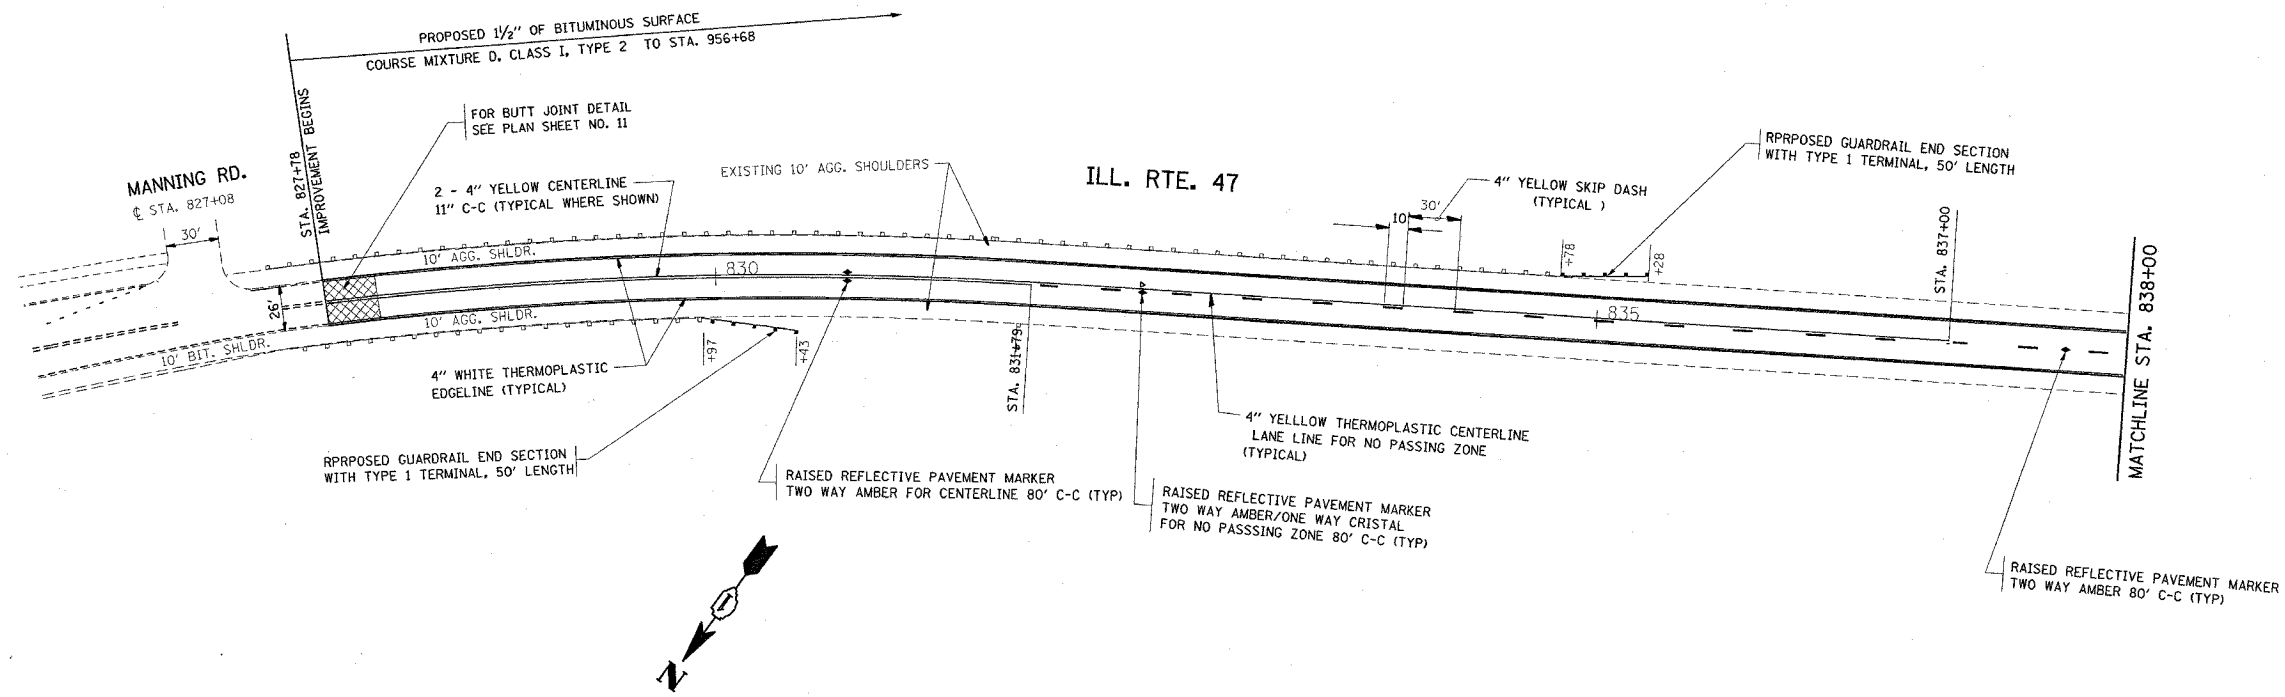 PROPOSED 1½" OF BITUMINOUS SURFACE
COURSE MIXTURE D, CLASS I, TYPE 2 TO STA. 956+68
STA. 827+78
IMPROVEMENT BEGINS
FOR BUTT JOINT DETAIL
SEE PLAN SHEET NO. 11
MANNING RD.
℄ STA. 827+08
30'
2 - 4" YELLOW CENTERLINE
11" C-C (TYPICAL WHERE SHOWN)
EXISTING 10' AGG. SHOULDERS
ILL. RTE. 47
4" YELLOW SKIP DASH
(TYPICAL )
10
30'
RPRPOSED GUARDRAIL END SECTION
WITH TYPE 1 TERMINAL, 50' LENGTH
+78
+28
STA. 837+00
MATCHLINE STA. 838+00
10' AGG. SHLDR.
830
835
26'
10' AGG. SHLDR.
10' BIT. SHLDR.
+97
+43
STA. 831+79
4" WHITE THERMOPLASTIC
EDGELINE (TYPICAL)
RPRPOSED GUARDRAIL END SECTION
WITH TYPE 1 TERMINAL, 50' LENGTH
RAISED REFLECTIVE PAVEMENT MARKER
TWO WAY AMBER FOR CENTERLINE 80' C-C (TYP)
4" YELLLOW THERMOPLASTIC CENTERLINE
LANE LINE FOR NO PASSING ZONE
(TYPICAL)
RAISED REFLECTIVE PAVEMENT MARKER
TWO WAY AMBER/ONE WAY CRISTAL
FOR NO PASSSING ZONE 80' C-C (TYP)
RAISED REFLECTIVE PAVEMENT MARKER
TWO WAY AMBER 80' C-C (TYP)
I
N